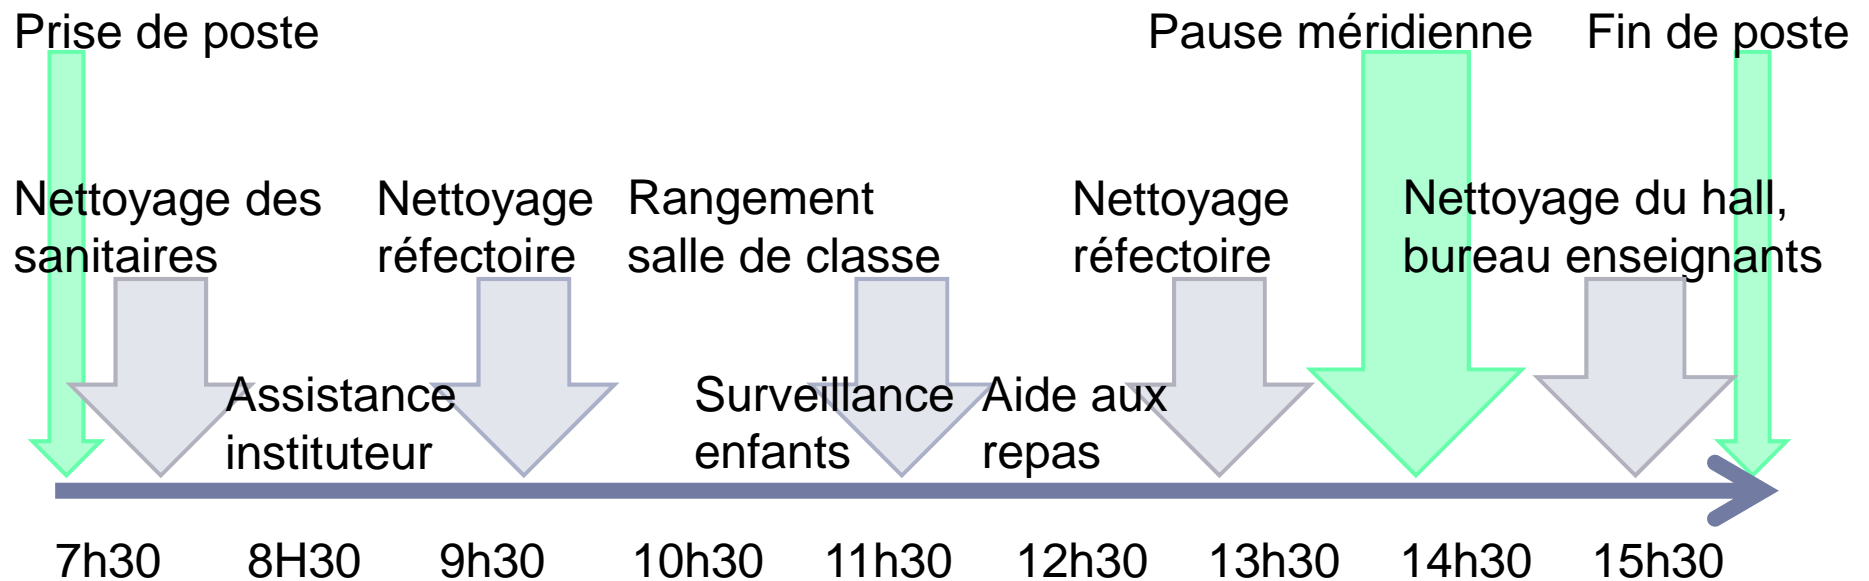 Prise de poste
Pause méridienne
Fin de poste
Nettoyage des
sanitaires
Nettoyage
réfectoire
Rangement
salle de classe
Nettoyage
réfectoire
Nettoyage du hall,
bureau enseignants
Assistance
instituteur
Surveillance
enfants
Aide aux
repas
7h30
8H30
9h30
10h30
11h30
12h30
13h30
14h30
15h30